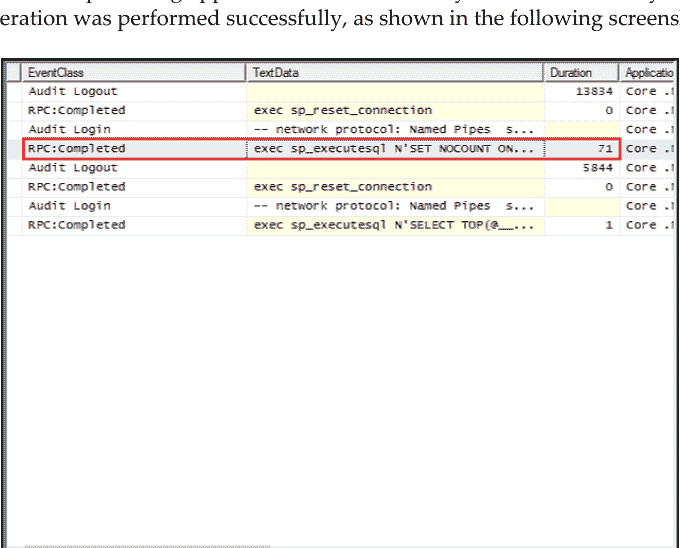 eration was performed successfully, as shown in the following
EventClass TextData Duration
Audit Logout 13834 Core
RPC:Completed exec sp_reset_connection 0 Core
Audit Login -- network protocol: Named Pipes s... Core
RPC:Completed exec sp_executesql N'SET NOCOUNT ON... 71 Core
Audit Logout 5844 Core
RPC:Completed exec sp_reset_connection 0 Core
Audit Login -- network protocol: Named Pipes s... Core
RPC:Completed exec sp_executesql N'SELECT TOP(@__... 1 Core